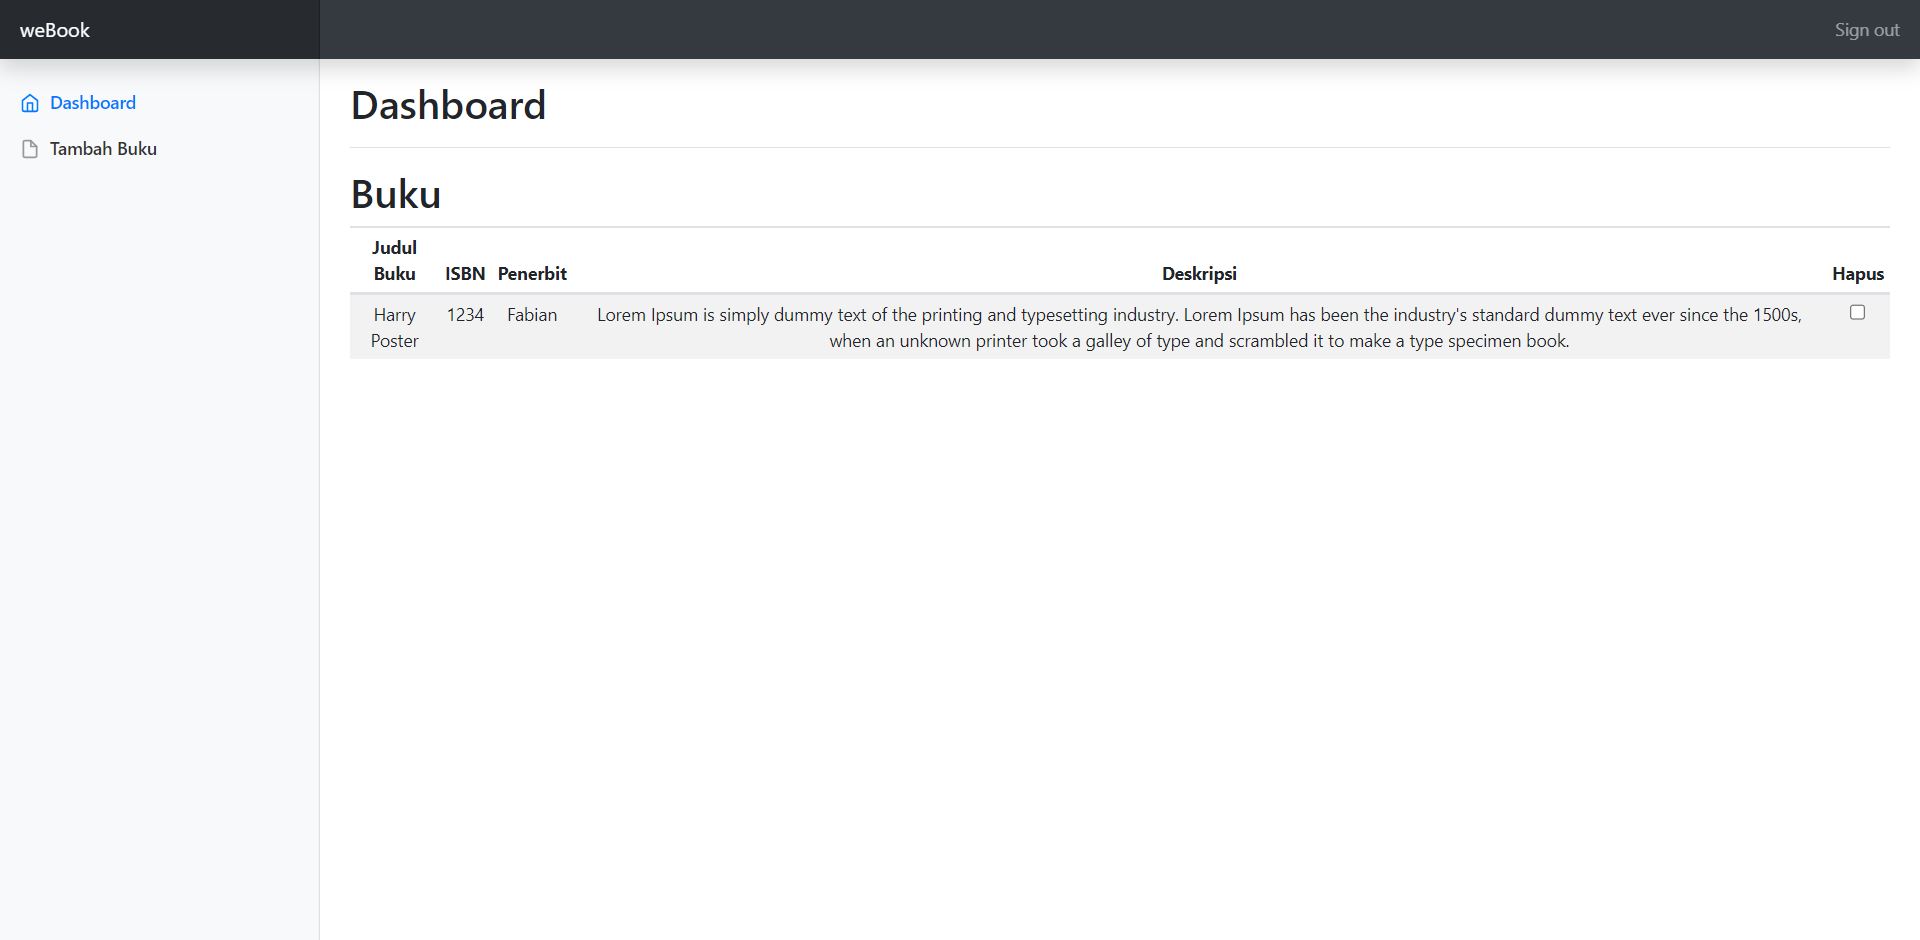 weBook
Sign out
Dashboard
Tambah Buku
Dashboard
Buku
Judul
Buku ISBN Penerbit Deskripsi Hapus
Harry 1234 Fabian Lorem Ipsum is simply dummy text of the printing and typesetting industry. Lorem Ipsum has been the industry's standard dummy text ever since the 1500s,
Poster when an unknown printer took a galley of type and scrambled it to make a type specimen book.